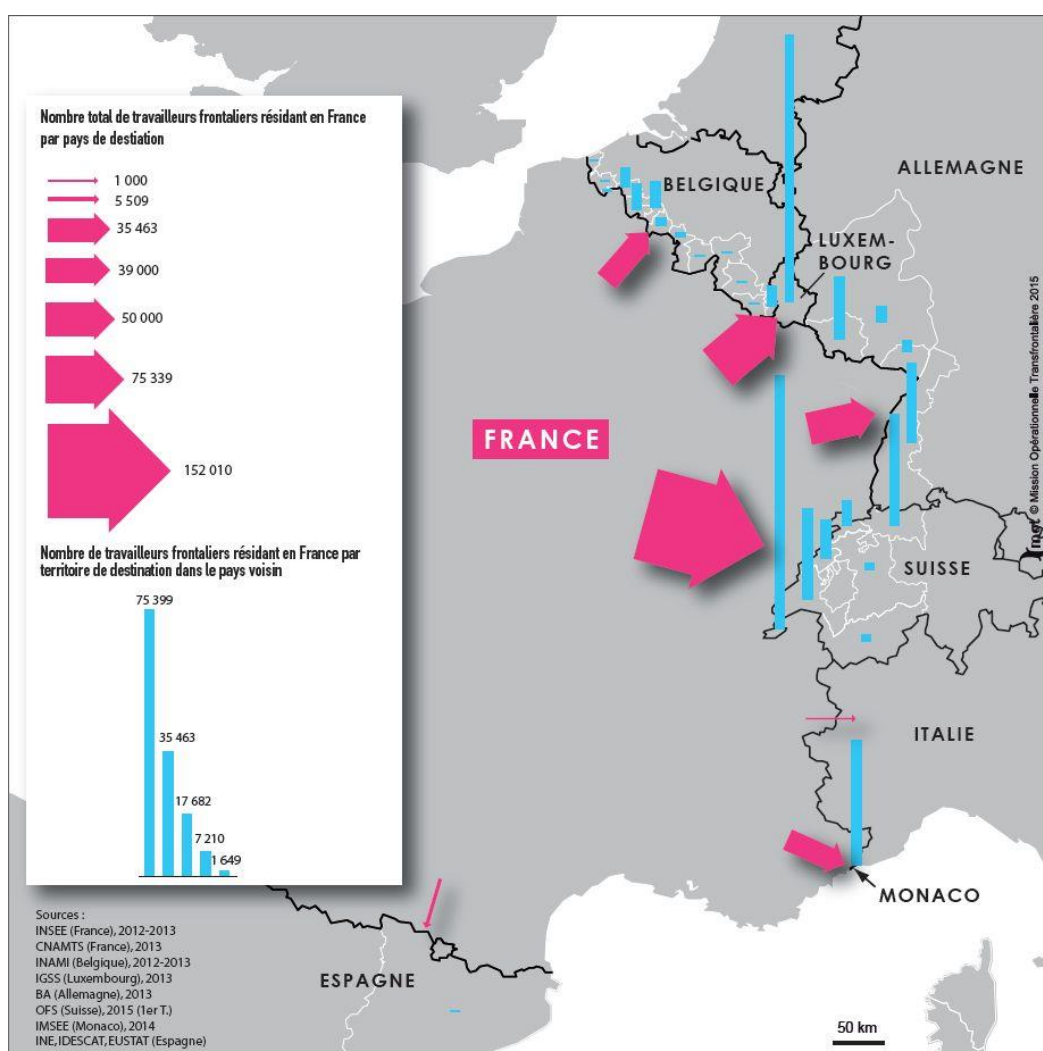 Nombre total de travailleurs frontaliers résidant en France
par pays de destiation
1 000
5 509
35 463
39 000
50 000
75 339
152 010
Nombre de travailleurs frontaliers résidant en France par
territoire de destination dans le pays voisin
75 399
35 463
17 682
7 210
1 649
Sources :
INSEE (France), 2012-2013
CNAMTS (France), 2013
INAMI (Belgique), 2012-2013
IGSS (Luxembourg), 2013
BA (Allemagne), 2013
OFS (Suisse), 2015 (1er T.)
IMSEE (Monaco), 2014
INE, IDESCAT, EUSTAT (Espagne)
BELGIQUE
ALLEMAGNE
LUXEM-
BOURG
FRANCE
SUISSE
ITALIE
MONACO
ESPAGNE
50 km
© Mission Opérationnelle Transfrontalière 2015